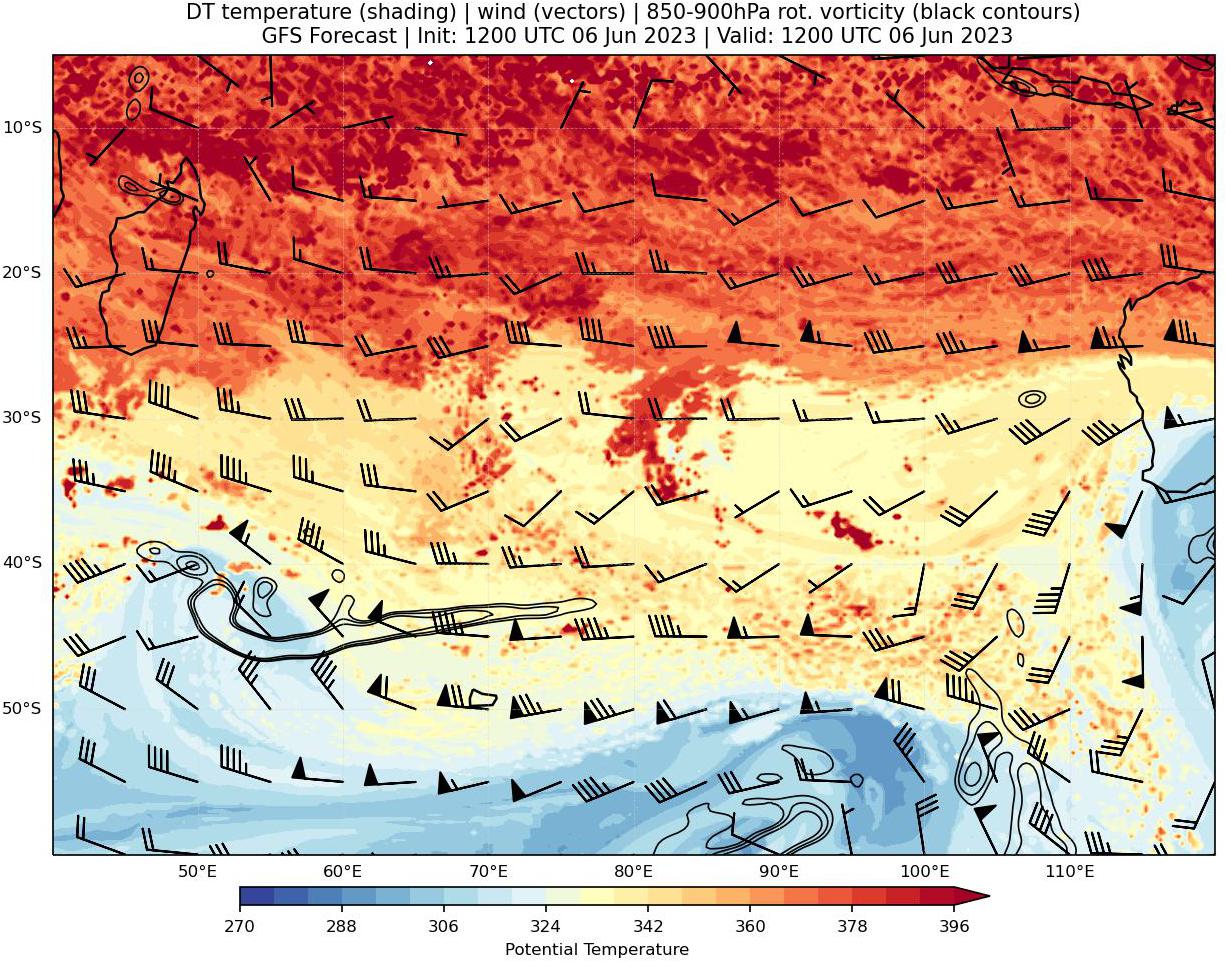 DT temperature (shading) | wind (vectors) | 850-900hPa rot. vorticity (black contours)
GFS Forecast | Init: 1200 UTC 06 Jun 2023 | Valid: 1200 UTC 06 Jun 2023
10°S
20°S
30°S
40°S
50°S
50°E 60°E 70°E 80°E 90°E 100°E 110°E
270 288 306 324 342 360 378 396
Potential Temperature